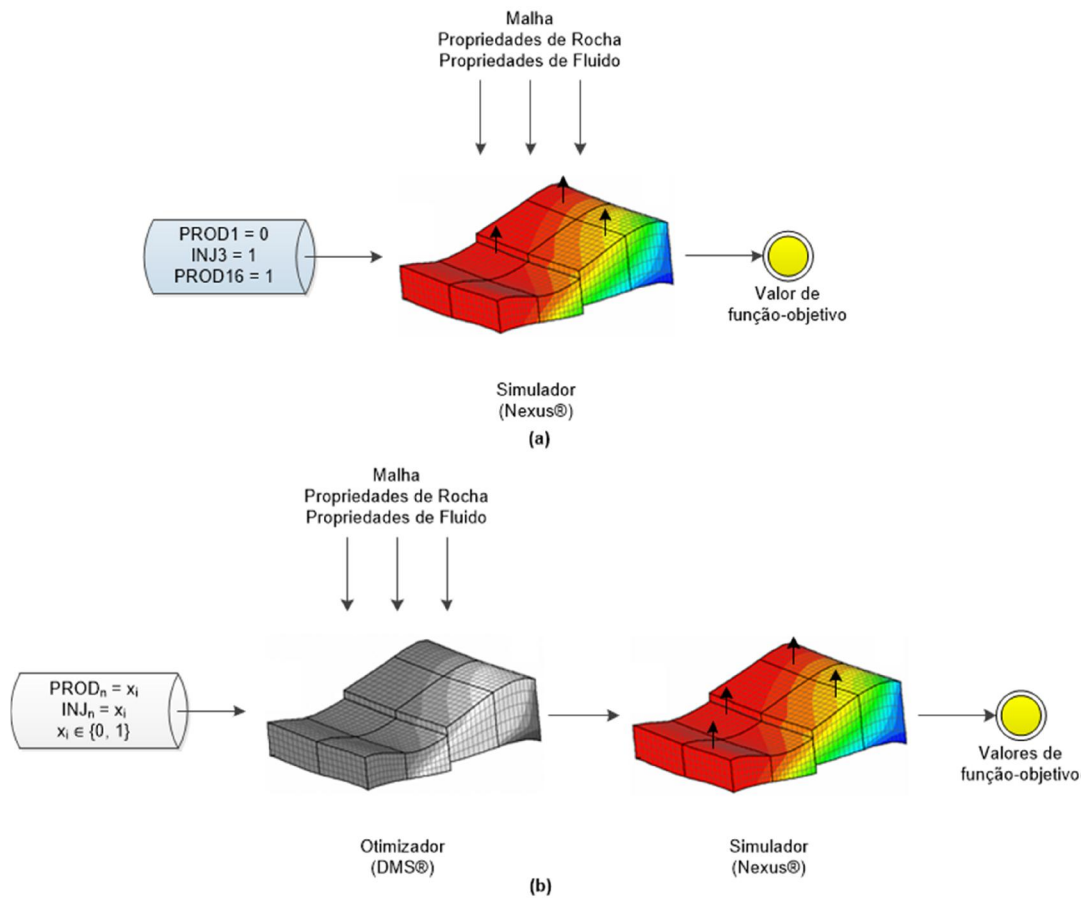 Malha
Propriedades de Rocha
Propriedades de Fluido
PROD1 = 0
INJ3 = 1
PROD16 = 1
Valor de
função-objetivo
Simulador
(Nexus®)
(a)
Malha
Propriedades de Rocha
Propriedades de Fluido
PRODₙ = xᵢ
INJₙ = xᵢ
xᵢ ∈ {0, 1}
Valores de
função-objetivo
Otimizador
(DMS®)
Simulador
(Nexus®)
(b)